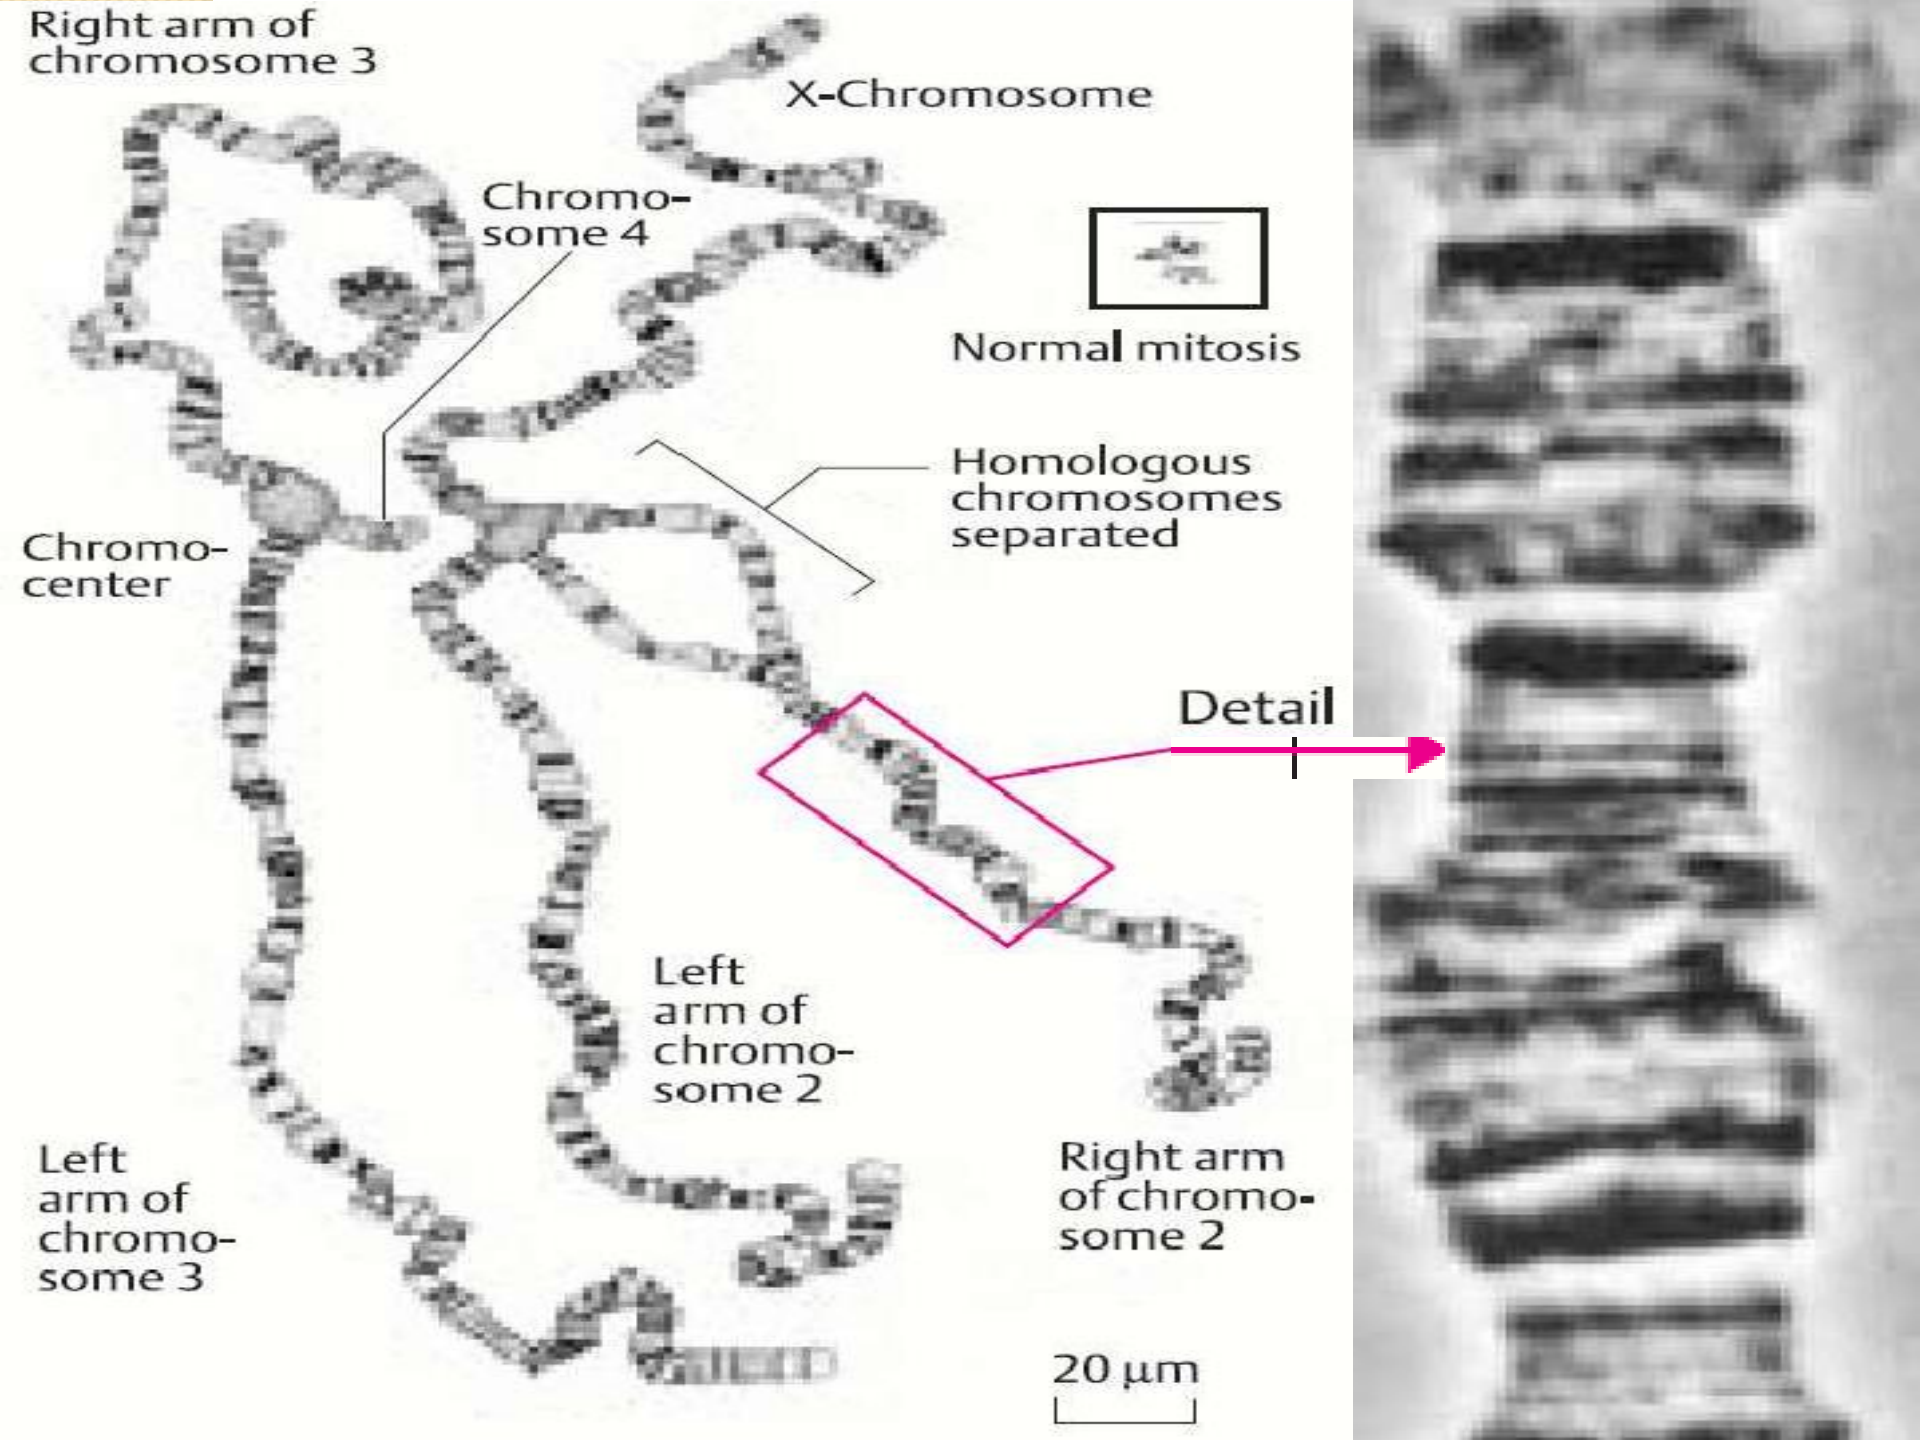 Right arm of
chromosome 3
X-Chromosome
Chromo-
some 4
Normal mitosis
Homologous
chromosomes
separated
Chromo-
center
Detail
Left
arm of
chromo-
some 2
Left
arm of
chromo-
some 3
Right arm
of chromo-
some 2
20 µm